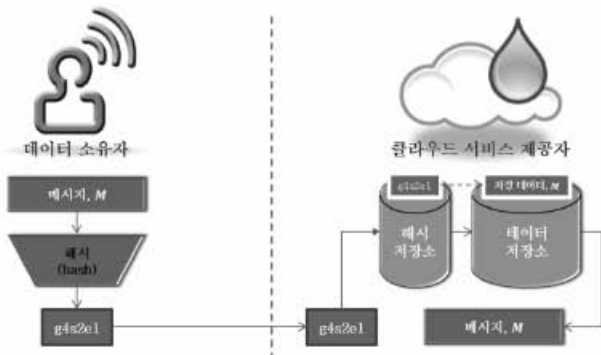 데이터 소유자
메시지, M
해시
(hash)
g4s2e1
클라우드 서비스 제공자
g4s2e1
저장 데이터, M
해시
저장소
데이터
저장소
g4s2e1
메시지, M